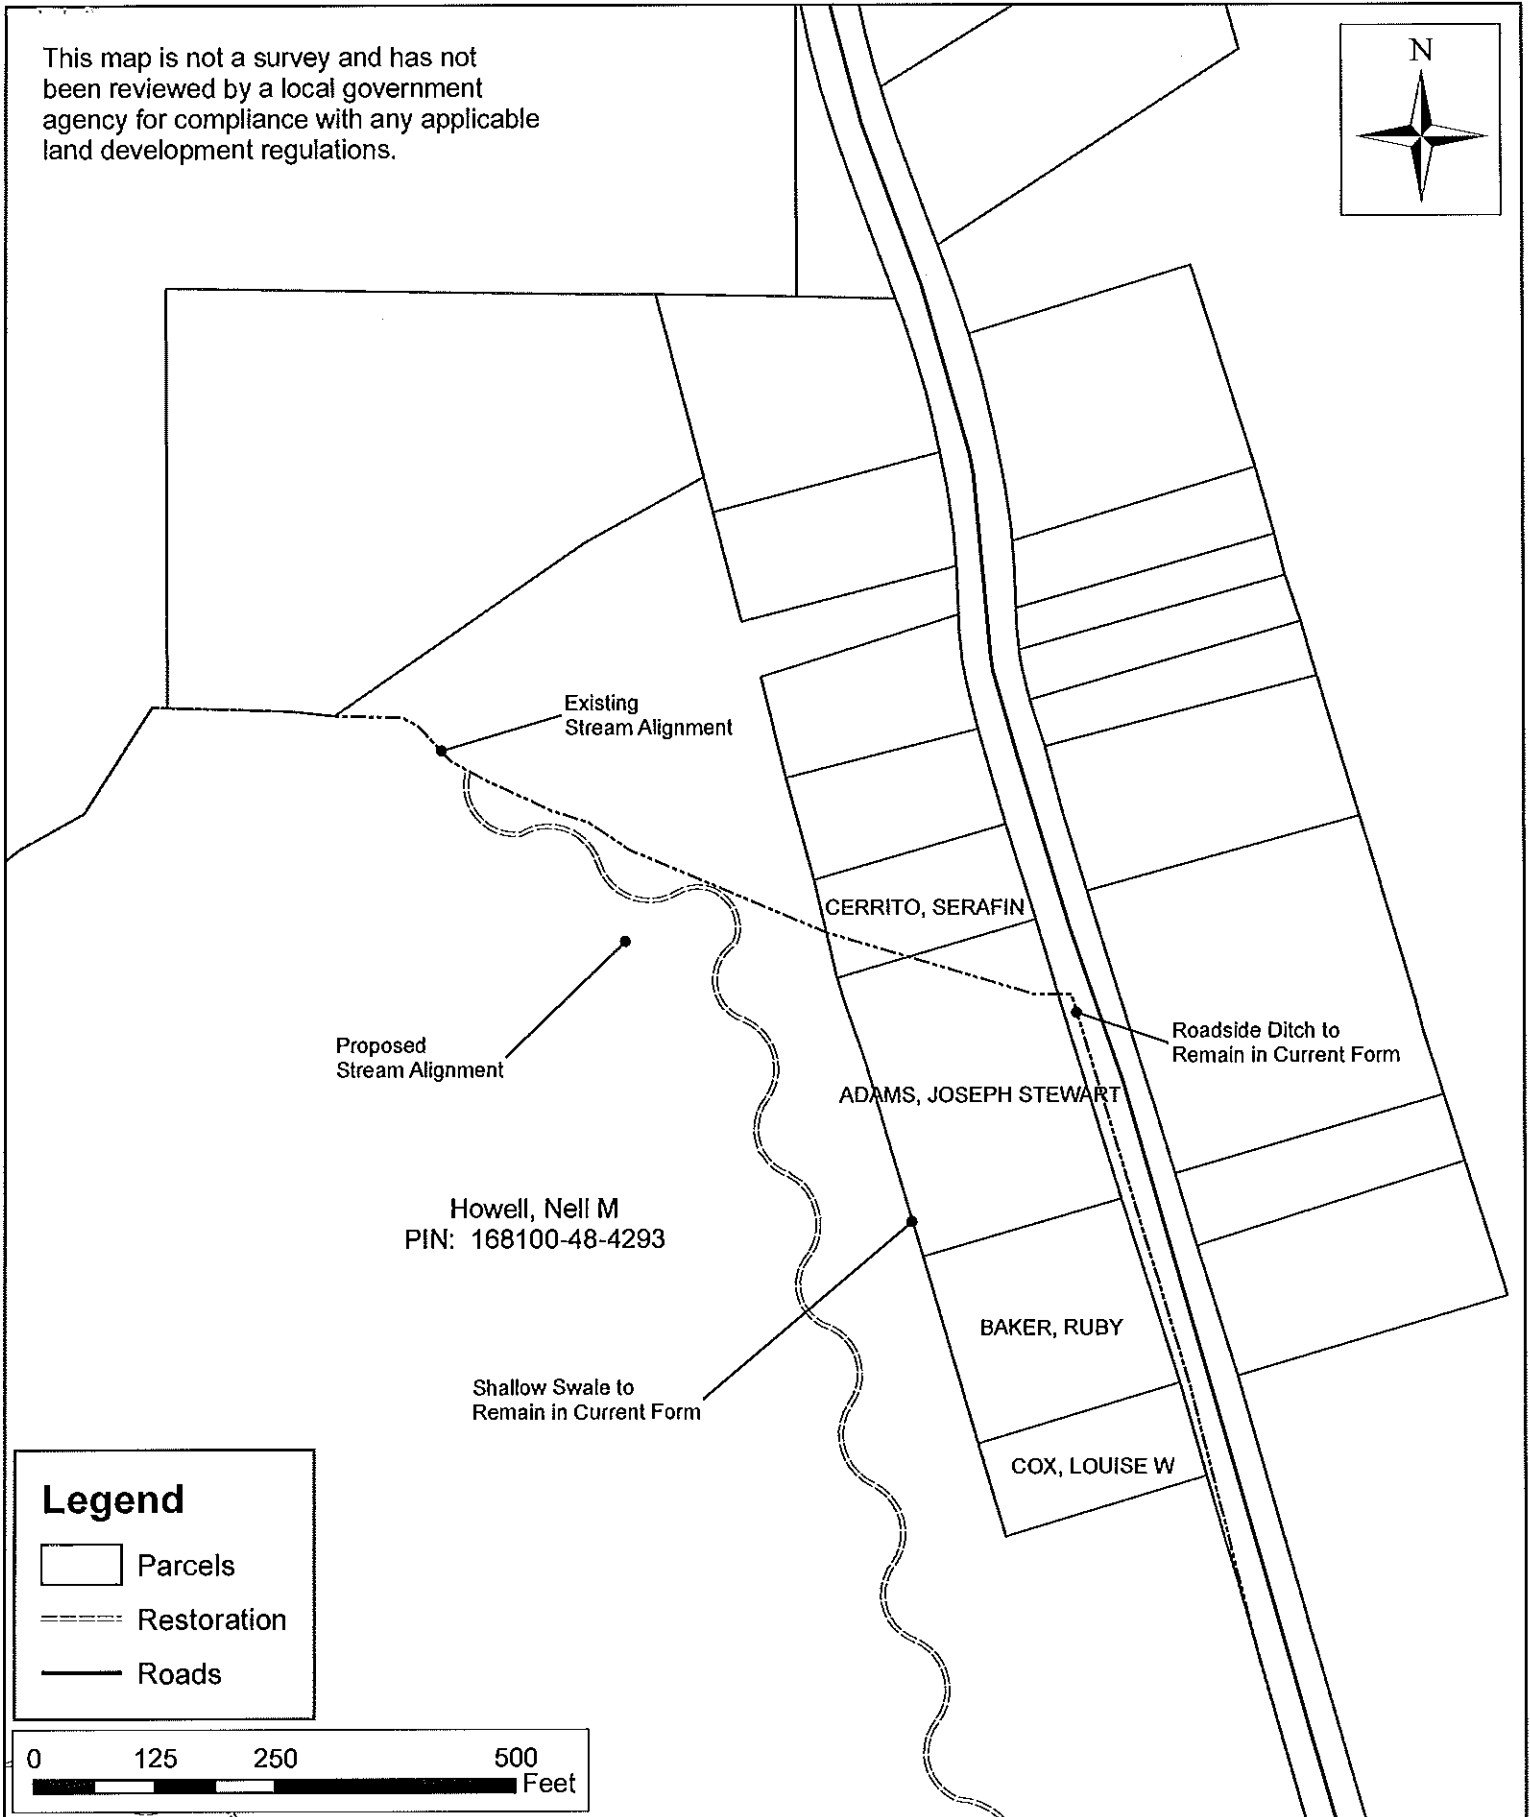 This map is not a survey and has not
been reviewed by a local government
agency for compliance with any applicable
land development regulations.
N
Existing
Stream Alignment
CERRITO, SERAFIN
Proposed
Stream Alignment
Roadside Ditch to
Remain in Current Form
ADAMS, JOSEPH STEWART
Howell, Nell M
PIN: 168100-48-4293
BAKER, RUBY
Shallow Swale to
Remain in Current Form
COX, LOUISE W
Legend
Parcels
Restoration
Roads
0 125 250 500
Feet